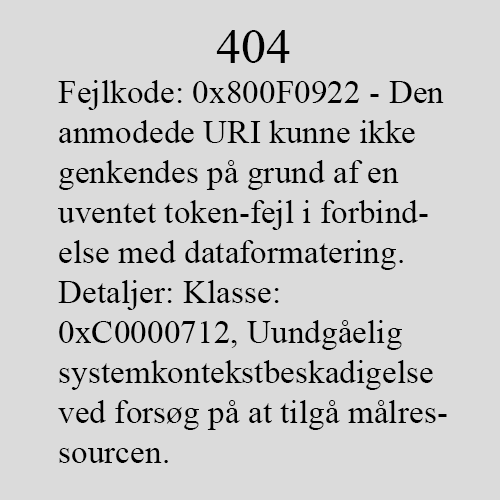 404
Fejlkode: 0x800F0922 - Den
anmodede URI kunne ikke
genkendes på grund af en
uventet token-fejl i forbind-
else med dataformatering.
Detaljer: Klasse:
0xC0000712, Uundgåelig
systemkontekstbeskadigelse
ved forsøg på at tilgå målres-
sourcen.